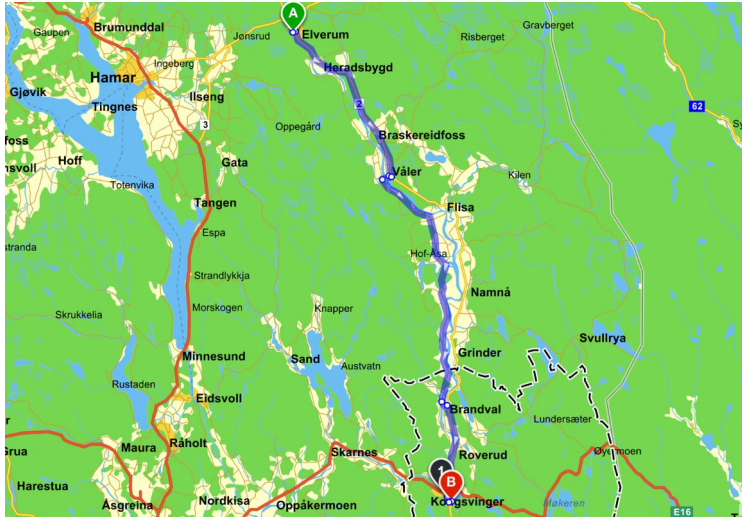 Gaupen
Brumunddal
A
Elverum
Jønsrud
Risberget
Gravberget
Hamar
Ingeberg
Heradsbygd
Gjøvik
Tingnes
Ilseng
2
62
3
Oppegård
Braskereidfoss
foss
nsvoll
Hoff
Gata
Våler
Kilen
Totenvika
Tangen
Flisa
Espa
stranda
Hof-Åsa
Strandlykkja
Namnå
Skrukkelia
Morskogen
Knapper
Svullrya
Minnesund
Sand
Grinder
Austvatn
Rustaden
Eidsvoll
Brandval
Lundersæter
Maura
Råholt
Skarnes
Roverud
Grua
1
B
Harestua
Åsgreina
Nordkisa
Oppåkermoen
Møkeren
E16